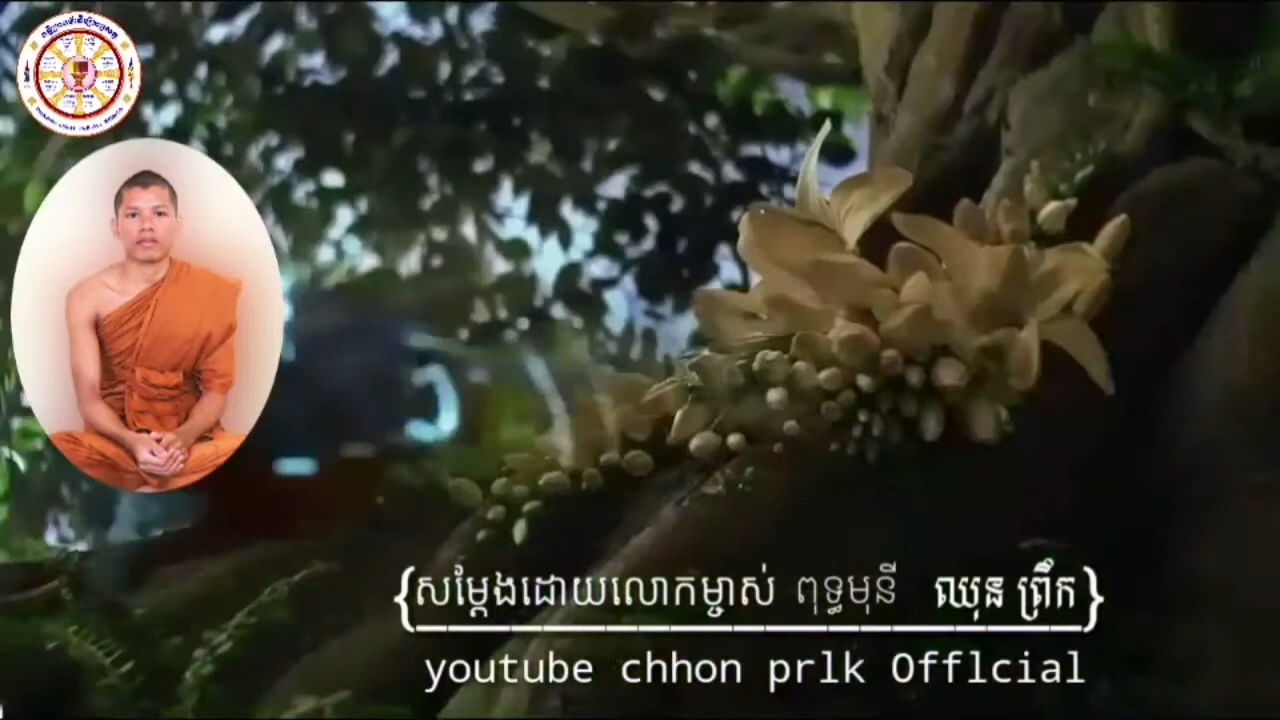 {សម្តែងដោយលោកម្ចាស់ ពុទ្ធមុនី ឈុន ព្រឹក}
youtube chhon prlk Offlcial